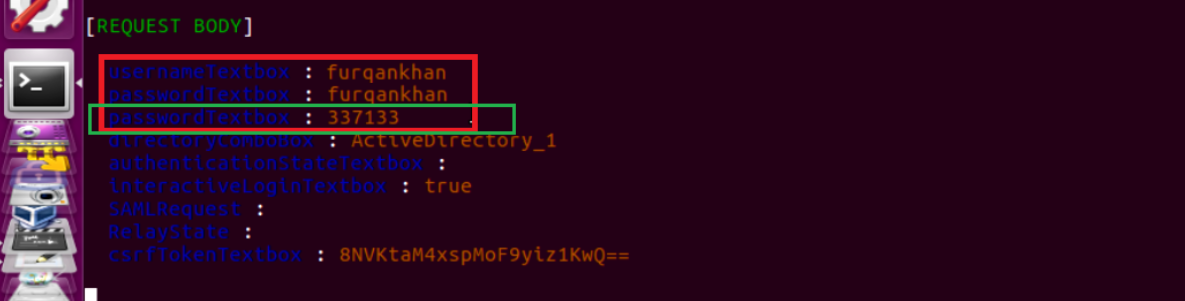 [REQUEST BODY]
usernameTextbox : furqankhan
passwordTextbox : furqankhan
passwordTextbox : 337133
directoryComboBox : ActiveDirectory_1
authenticationStateTextbox :
interactiveLoginTextbox : true
SAMLRequest :
RelayState :
csrfTokenTextbox : 8NVKtaM4xspMoF9yiz1KwQ==